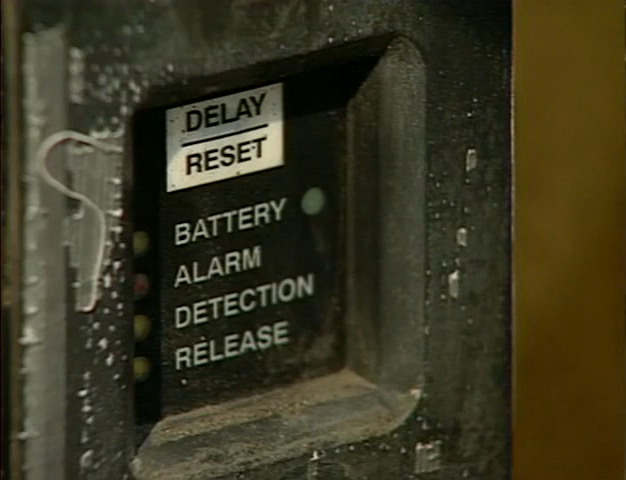 DELAY
RESET
BATTERY
ALARM
DETECTION
RELEASE